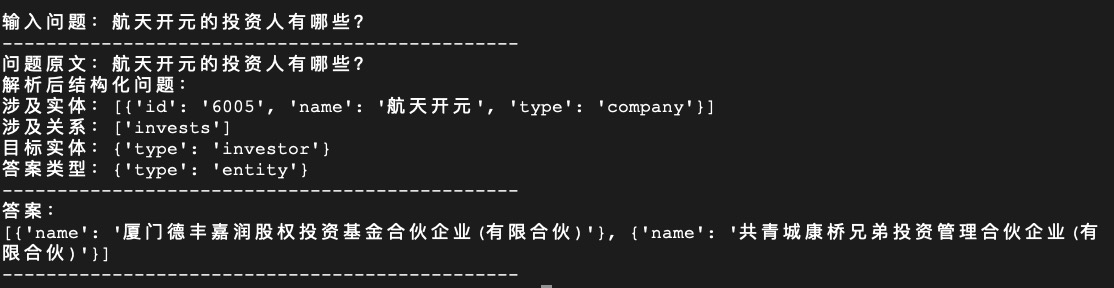 输入问题：航天开元的投资人有哪些？
----------------------------------------------
问题原文：航天开元的投资人有哪些？
解析后结构化问题：
涉及实体：[{'id': '6005', 'name': '航天开元', 'type': 'company'}]
涉及关系：['invests']
目标实体：{'type': 'investor'}
答案类型：{'type': 'entity'}
----------------------------------------------
答案：
[{'name': '厦门德丰嘉润股权投资基金合伙企业(有限合伙)'}, {'name': '共青城康桥兄弟投资管理合伙企业(有
限合伙)'}]
----------------------------------------------